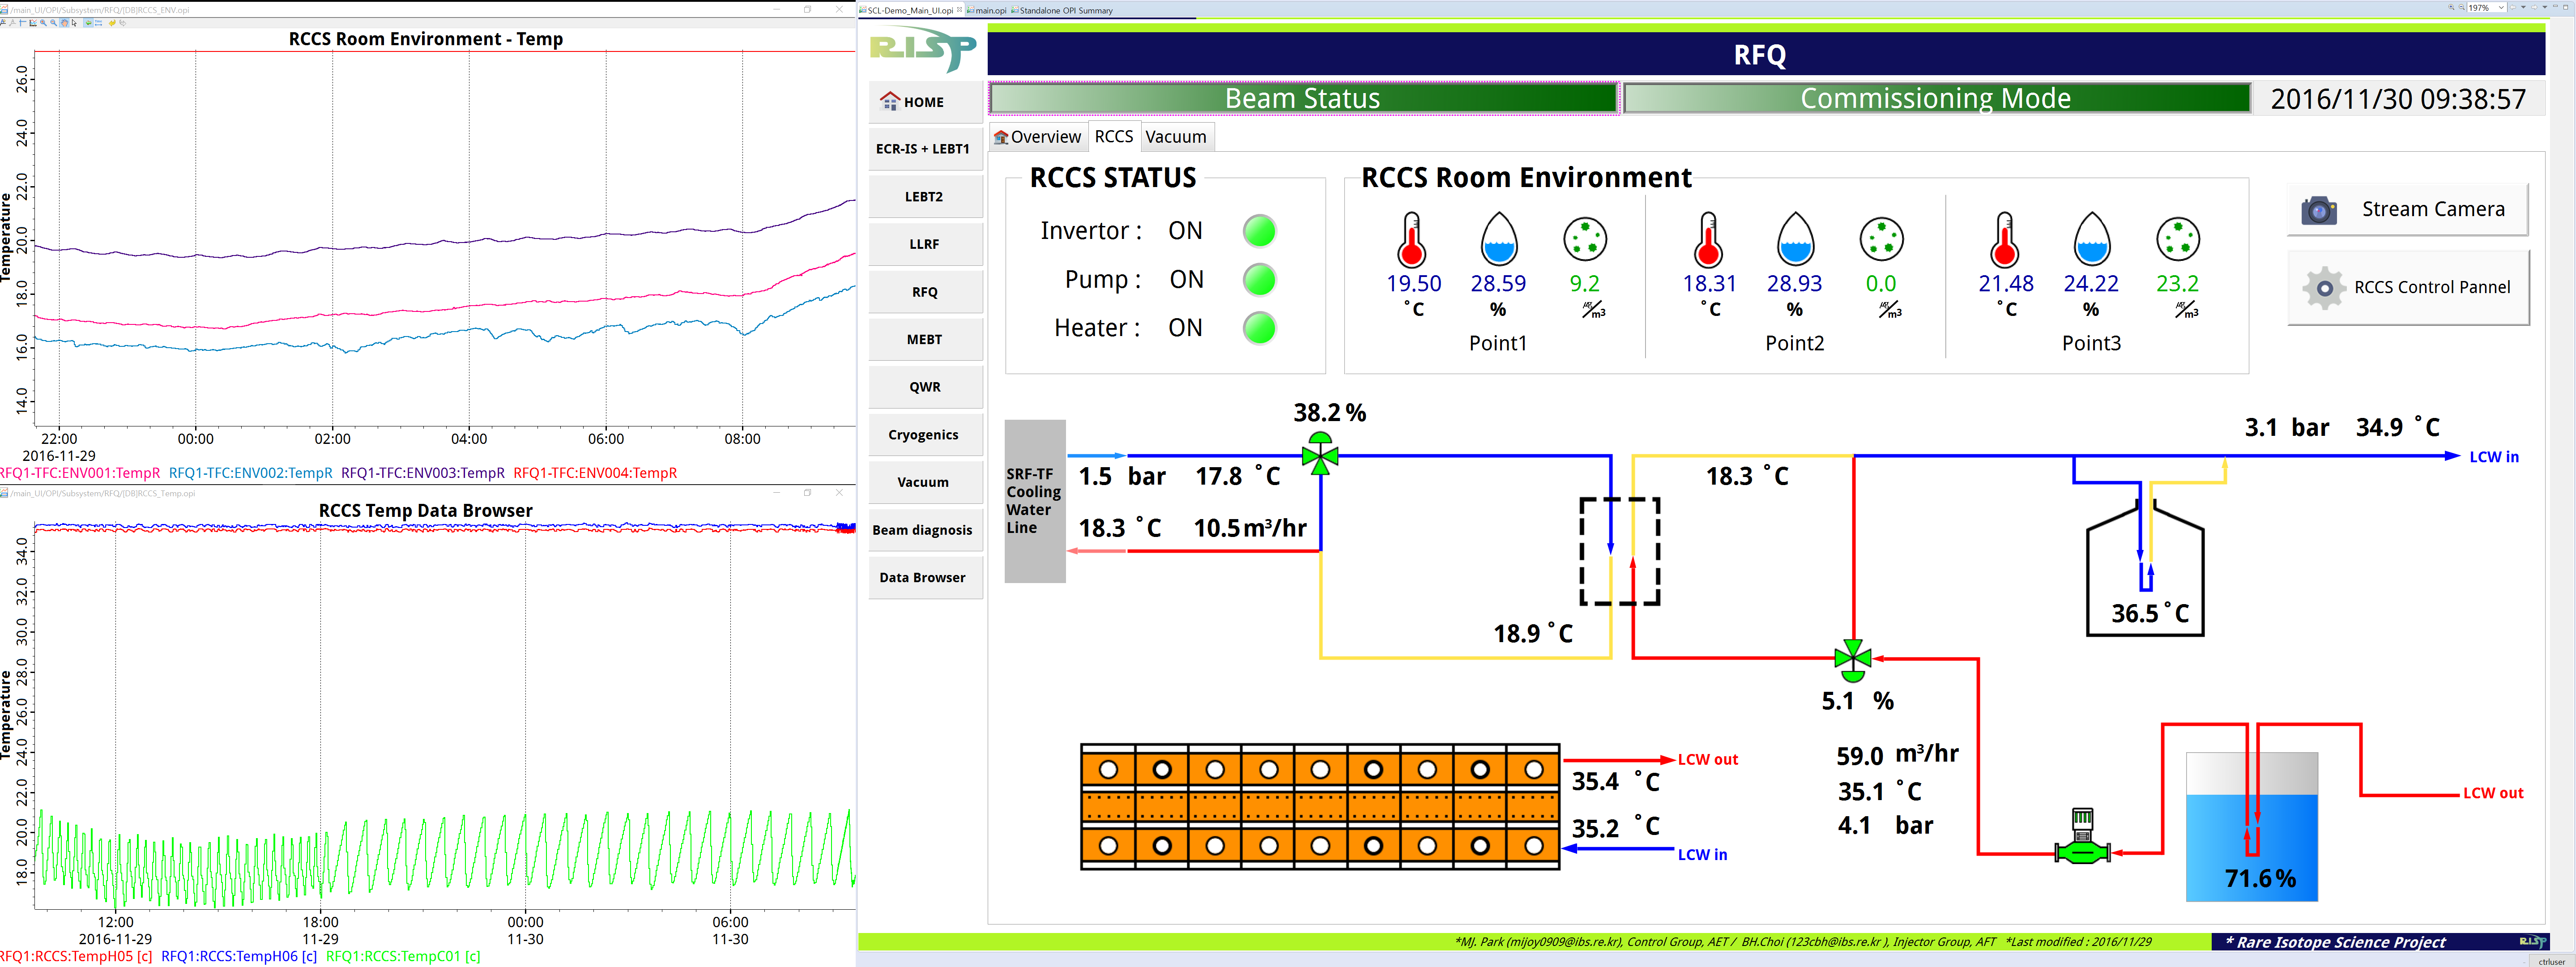 /main_UI/OPI/Subsystem/RFQ/[DB]RCCS_ENV.opi
RCCS Room Environment - Temp
Temperature
26.0
24.0
22.0
20.0
18.0
16.0
14.0
22:00 00:00 02:00 04:00 06:00 08:00
2016-11-29
RFQ1-TFC:ENV001:TempR RFQ1-TFC:ENV002:TempR RFQ1-TFC:ENV003:TempR RFQ1-TFC:ENV004:TempR
/main_UI/OPI/Subsystem/RFQ/[DB]RCCS_Temp.opi
RCCS Temp Data Browser
Temperature
34.0
32.0
30.0
28.0
26.0
24.0
22.0
20.0
18.0
12:00 18:00 00:00 06:00
2016-11-29 11-29 11-30 11-30
RFQ1:RCCS:TempH05 [c] RFQ1:RCCS:TempH06 [c] RFQ1:RCCS:TempC01 [c]
SCL-Demo_Main_UI.opi main.opi Standalone OPI Summary
197%
RISP
RFQ
Beam Status Commissioning Mode 2016/11/30 09:38:57
HOME
ECR-IS + LEBT1
LEBT2
LLRF
RFQ
MEBT
QWR
Cryogenics
Vacuum
Beam diagnosis
Data Browser
Overview RCCS Vacuum
RCCS STATUS
Invertor : ON
Pump : ON
Heater : ON
RCCS Room Environment
19.50 28.59 9.2 18.31 28.93 0.0 21.48 24.22 23.2
°C % ㎍/m3 °C % ㎍/m3 °C % ㎍/m3
Point1 Point2 Point3
Stream Camera
RCCS Control Pannel
38.2 %
3.1 bar 34.9 °C
LCW in
SRF-TF
Cooling
Water
Line
1.5 bar 17.8 °C
18.3 °C
18.3 °C 10.5 m³/hr
18.9 °C
36.5 °C
5.1 %
59.0 m³/hr
35.1 °C
4.1 bar
LCW out
35.4 °C
35.2 °C
LCW in
LCW out
71.6 %
*MJ. Park (mijoy0909@ibs.re.kr), Control Group, AET / BH.Choi (123cbh@ibs.re.kr ), Injector Group, AFT *Last modified : 2016/11/29
* Rare Isotope Science Project
RISP
ctrluser